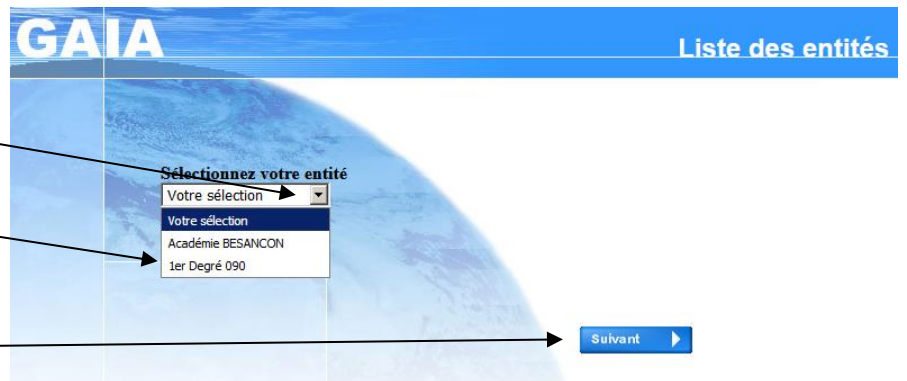 GAIA
Liste des entités
Sélectionnez votre entité
Votre sélection
Votre sélection
Académie BESANCON
1er Degré 090
Suivant